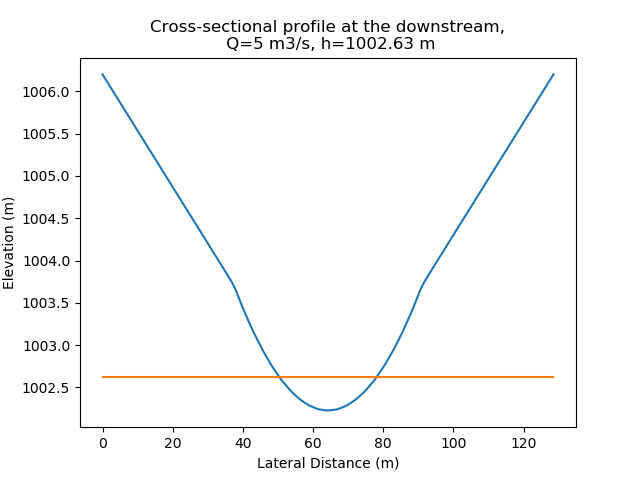 Cross-sectional profile at the downstream,
Q=5 m3/s, h=1002.63 m
1006.0
1005.5
1005.0
1004.5
1004.0
1003.5
1003.0
1002.5
Elevation (m)
0 20 40 60 80 100 120
Lateral Distance (m)